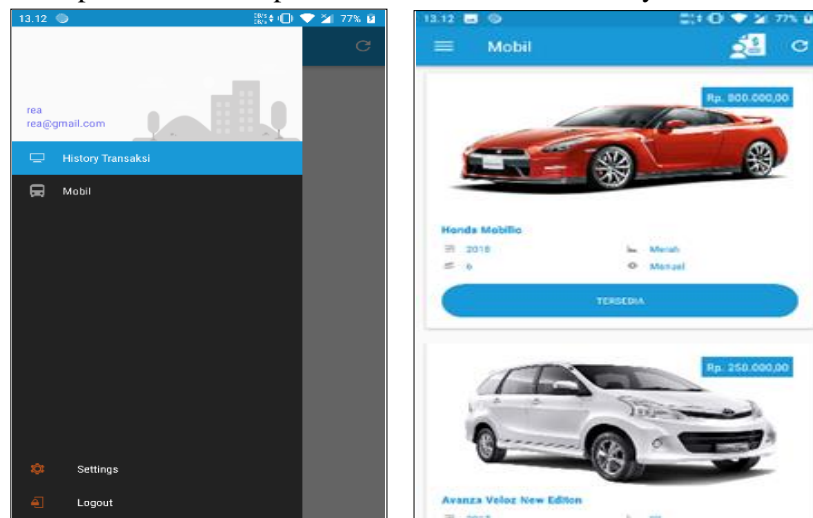 13.12 77%
rea
rea@gmail.com
History Transaksi
Mobil
Settings
Logout
13.12 77%
Mobil
Rp. 800.000,00
Honda Mobilio
2018 Merah
6 Manual
TERSEDIA
Rp. 250.000,00
Avanza Veloz New Editon